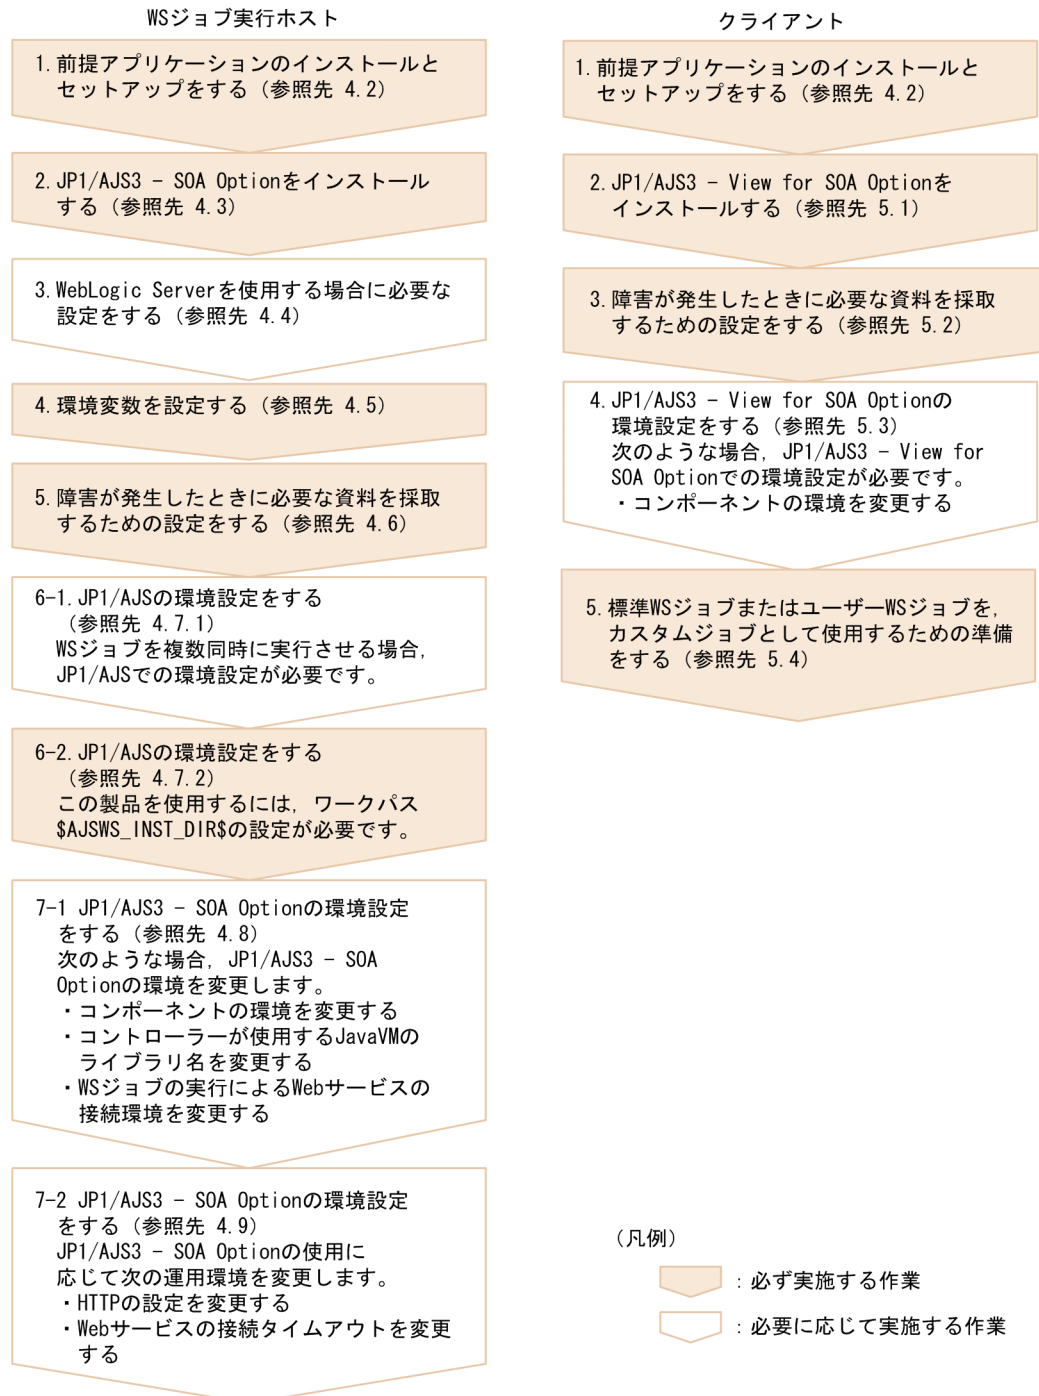 WSジョブ実行ホスト
1. 前提アプリケーションのインストールと
セットアップをする（参照先 4.2）
2. JP1/AJS3 − SOA Optionをインストール
する（参照先 4.3）
3. WebLogic Serverを使用する場合に必要な
設定をする（参照先 4.4）
4. 環境変数を設定する（参照先 4.5）
5. 障害が発生したときに必要な資料を採取
するための設定をする（参照先 4.6）
6-1. JP1/AJSの環境設定をする
（参照先 4.7.1）
WSジョブを複数同時に実行させる場合，
JP1/AJSでの環境設定が必要です。
6-2. JP1/AJSの環境設定をする
（参照先 4.7.2）
この製品を使用するには，ワークパス
$AJSWS_INST_DIR$の設定が必要です。
7-1 JP1/AJS3 − SOA Optionの環境設定
をする（参照先 4.8）
次のような場合，JP1/AJS3 − SOA
Optionの環境を変更します。
・コンポーネントの環境を変更する
・コントローラーが使用するJavaVMの
ライブラリ名を変更する
・WSジョブの実行によるWebサービスの
接続環境を変更する
7-2 JP1/AJS3 − SOA Optionの環境設定
をする（参照先 4.9）
JP1/AJS3 − SOA Optionの使用に
応じて次の運用環境を変更します。
・HTTPの設定を変更する
・Webサービスの接続タイムアウトを変更
する
クライアント
1. 前提アプリケーションのインストールと
セットアップをする（参照先 4.2）
2. JP1/AJS3 − View for SOA Optionを
インストールする（参照先 5.1）
3. 障害が発生したときに必要な資料を採取
するための設定をする（参照先 5.2）
4. JP1/AJS3 − View for SOA Optionの
環境設定をする（参照先 5.3）
次のような場合，JP1/AJS3 − View for
SOA Optionでの環境設定が必要です。
・コンポーネントの環境を変更する
5. 標準WSジョブまたはユーザーWSジョブを，
カスタムジョブとして使用するための準備
をする（参照先 5.4）
（凡例）
：必ず実施する作業
：必要に応じて実施する作業